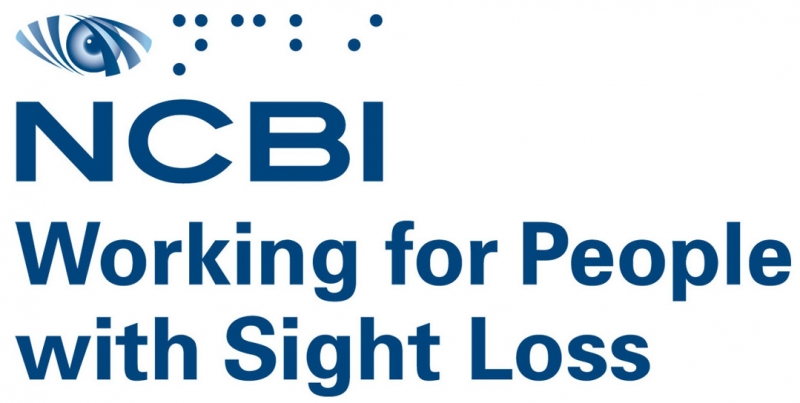 ⠝⠉⠃⠊
NCBI
Working for People
with Sight Loss